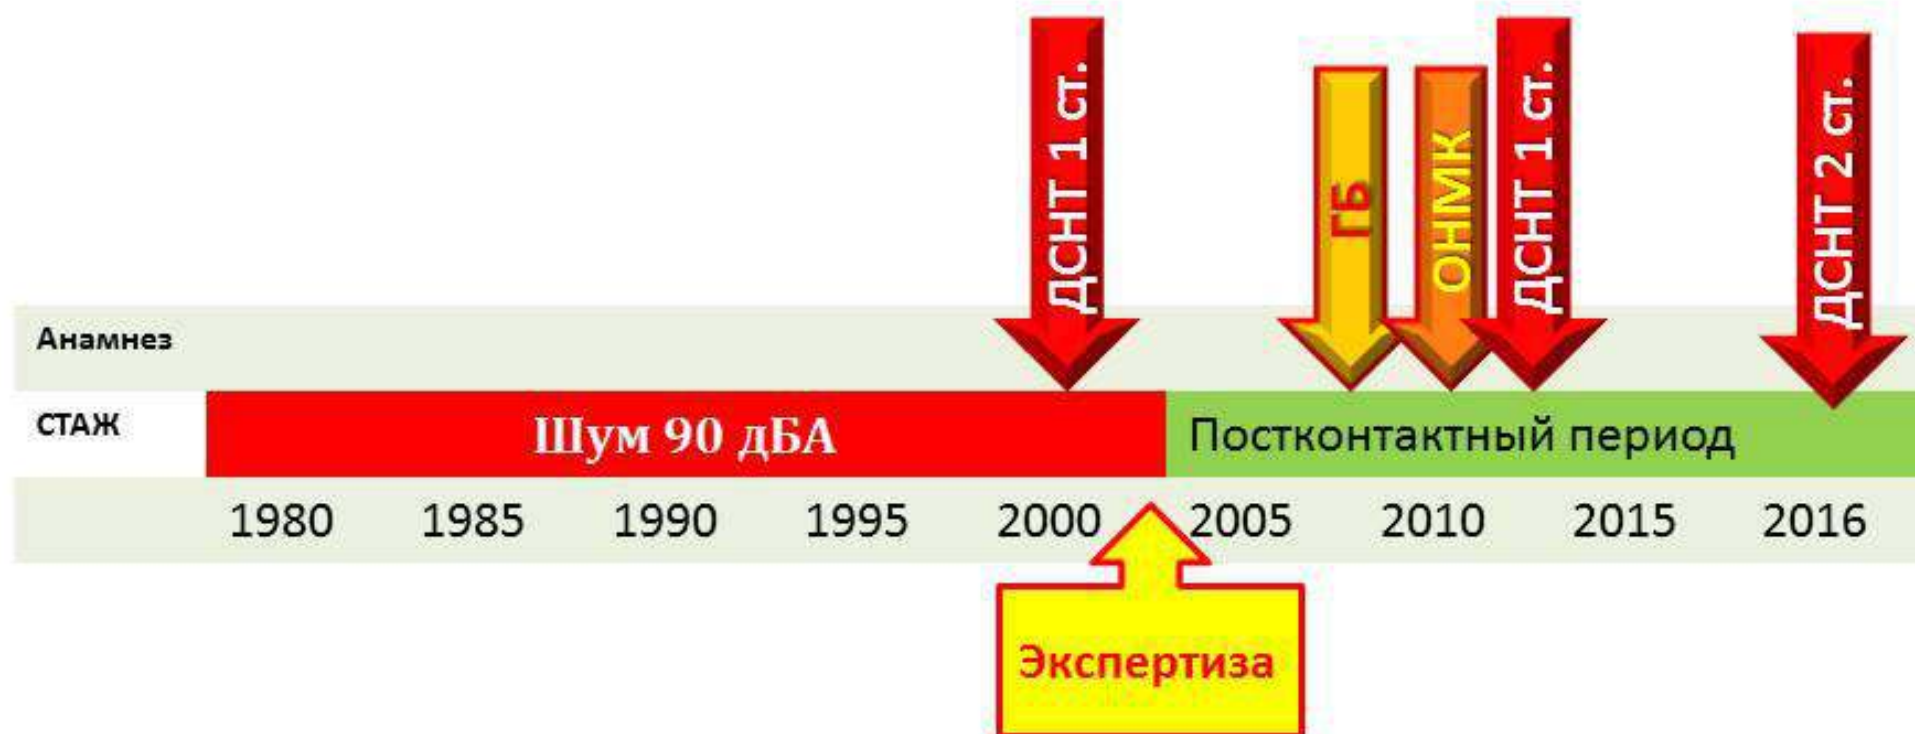 ДСНТ 1 ст.
ГБ
ОНМК
ДСНТ 1 ст.
ДСНТ 2 ст.
Анамнез
СТАЖ
Шум 90 дБА
Постконтактный период
1980 1985 1990 1995 2000 2005 2010 2015 2016
Экспертиза